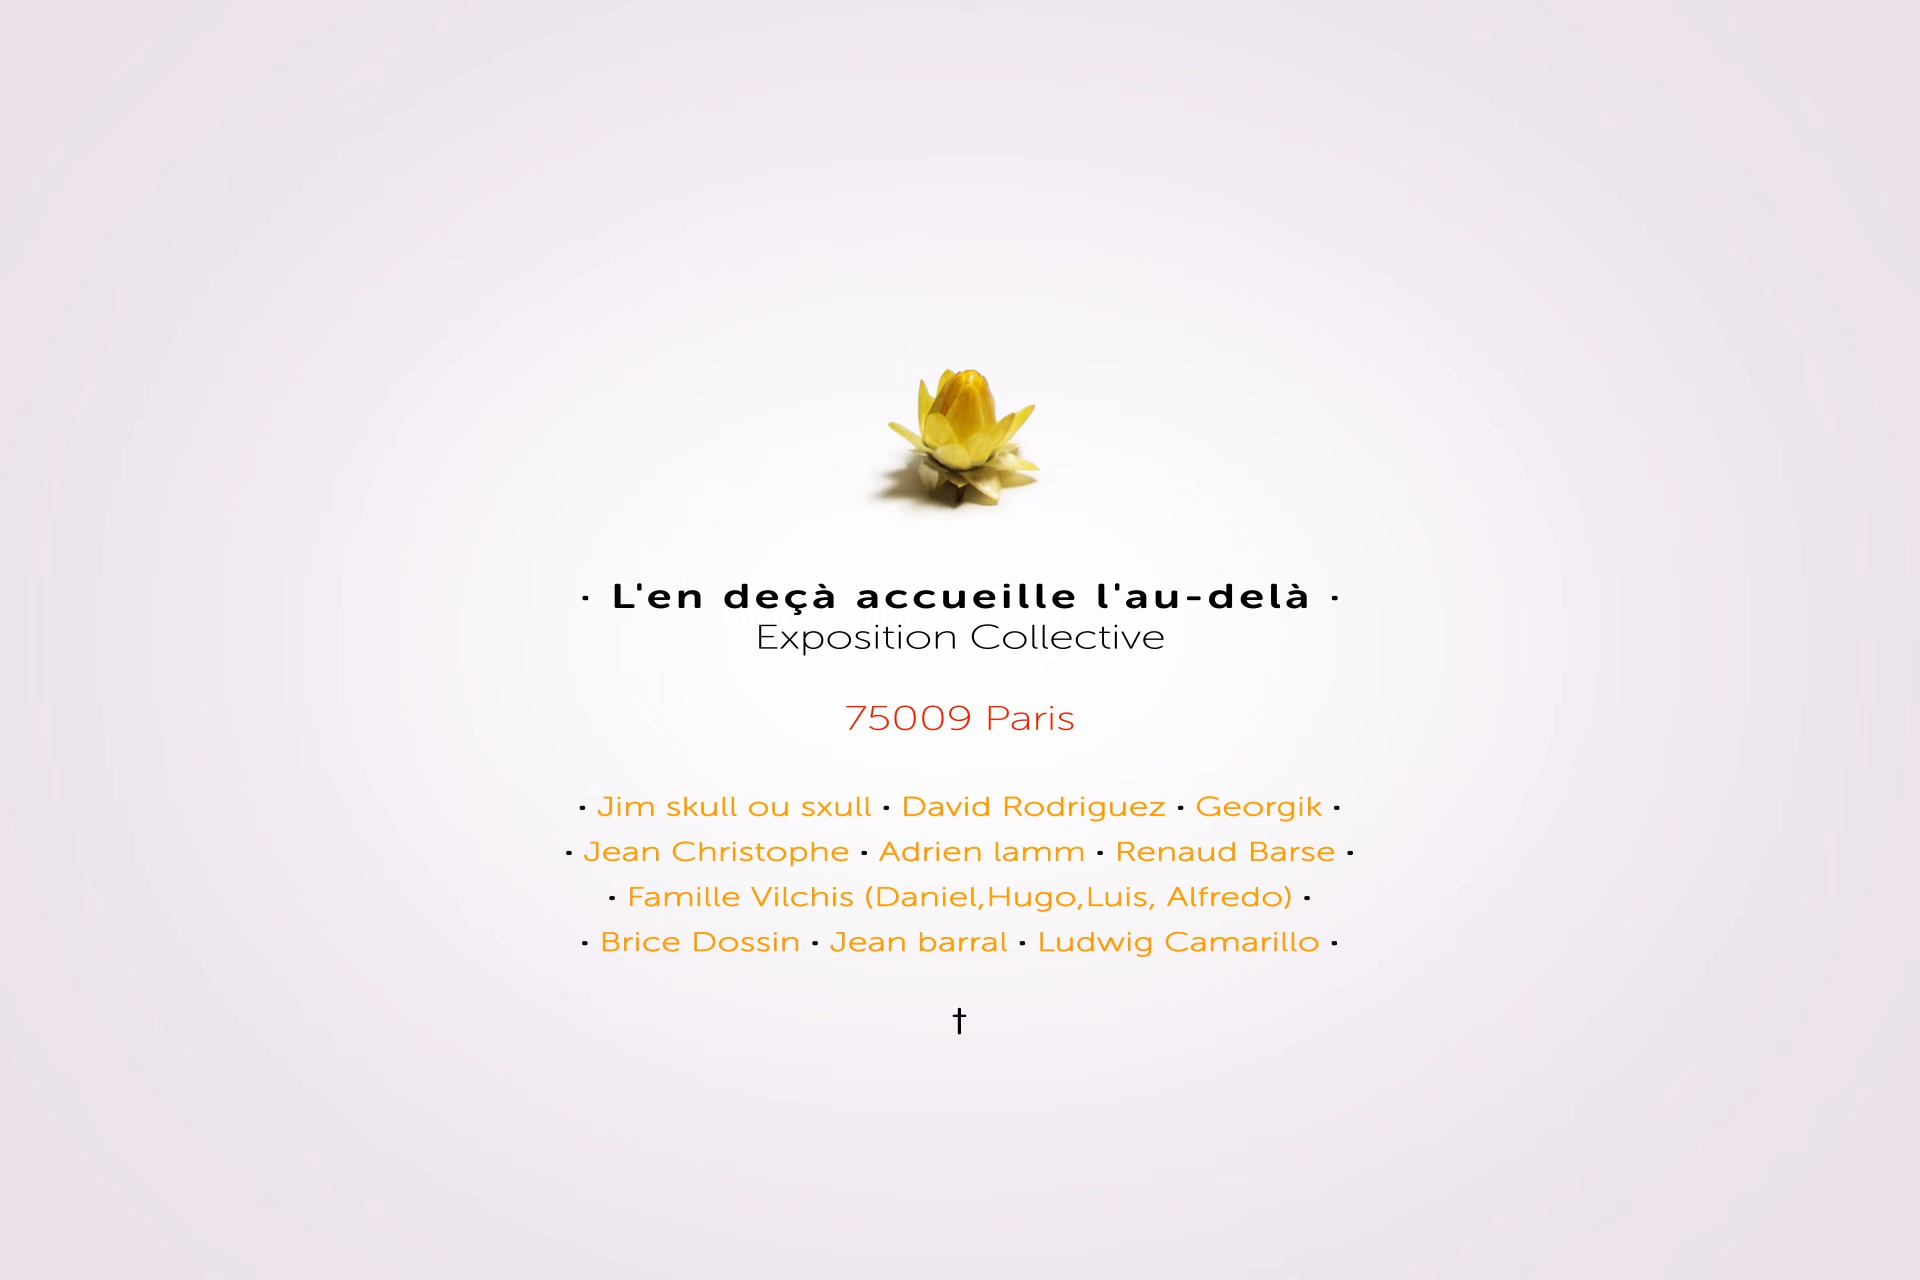 · L'en deçà accueille l'au-delà ·
Exposition Collective
75009 Paris
· Jim skull ou sxull · David Rodriguez · Georgik ·
· Jean Christophe · Adrien lamm · Renaud Barse ·
· Famille Vilchis (Daniel,Hugo,Luis, Alfredo) ·
· Brice Dossin · Jean barral · Ludwig Camarillo ·
†